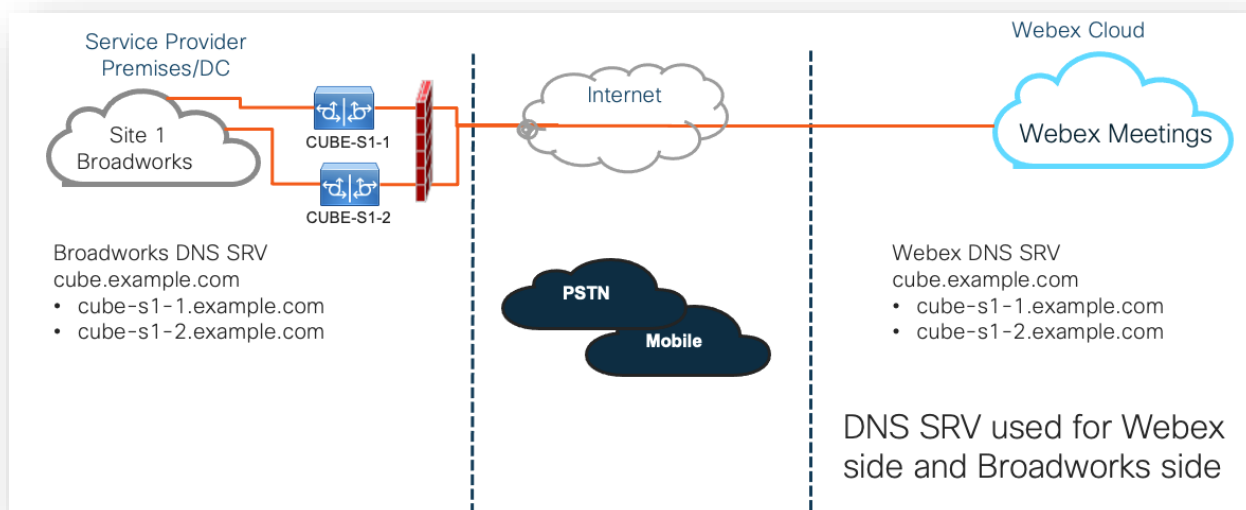 Service Provider
Premises/DC
Webex Cloud
Site 1
Broadworks
CUBE-S1-1
CUBE-S1-2
Internet
Webex Meetings
Broadworks DNS SRV
cube.example.com
• cube-s1-1.example.com
• cube-s1-2.example.com
PSTN
Mobile
Webex DNS SRV
cube.example.com
• cube-s1-1.example.com
• cube-s1-2.example.com
DNS SRV used for Webex
side and Broadworks side